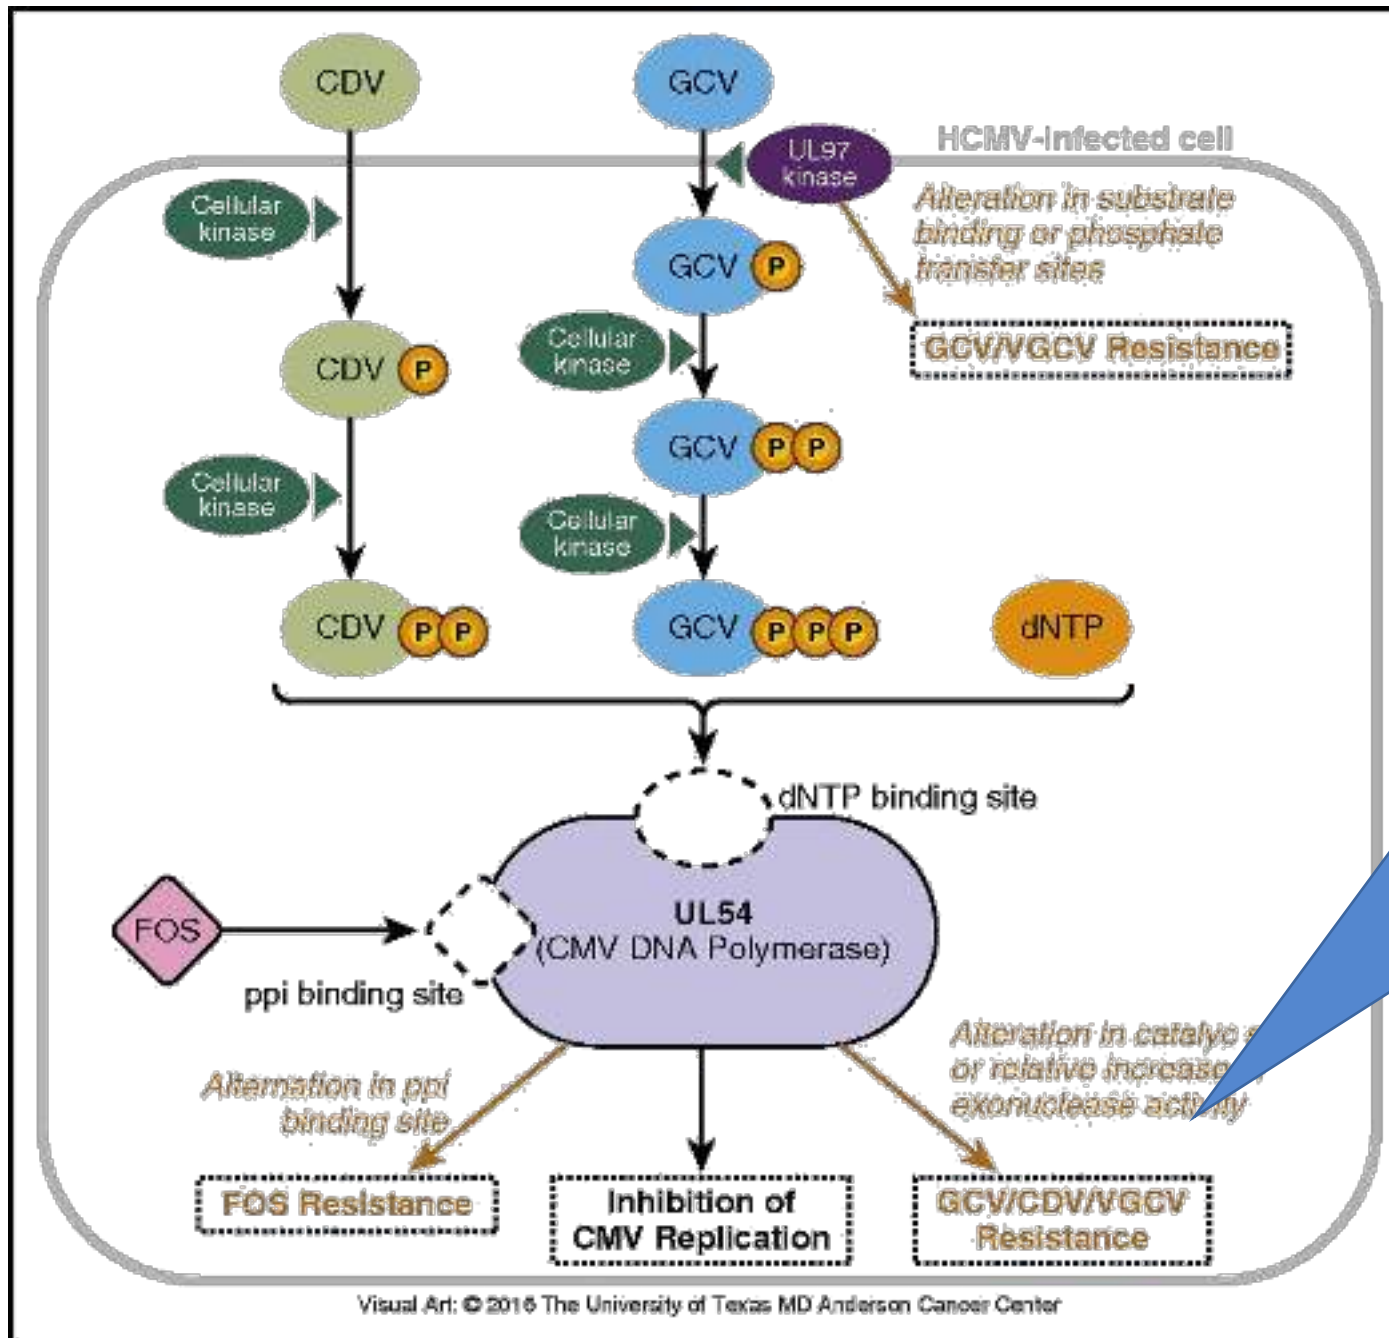 CDV
GCV
HCMV-Infected cell
UL97
kinase
Cellular
kinase
Alteration in substrate
binding or phosphate
transfer sites
GCV P
Cellular
kinase
GCV/VGCV Resistance
CDV P
GCV P P
Cellular
kinase
Cellular
kinase
CDV P P
GCV P P P
dNTP
dNTP binding site
UL54
(CMV DNA Polymerase)
FOS
ppi binding site
Alteration in catalyc
or relative increase
exonuclease activity
Alternation in ppi
binding site
FOS Resistance
Inhibition of
CMV Replication
GCV/CDV/VGCV
Resistance
Visual Art: © 2016 The University of Texas MD Anderson Cancer Center